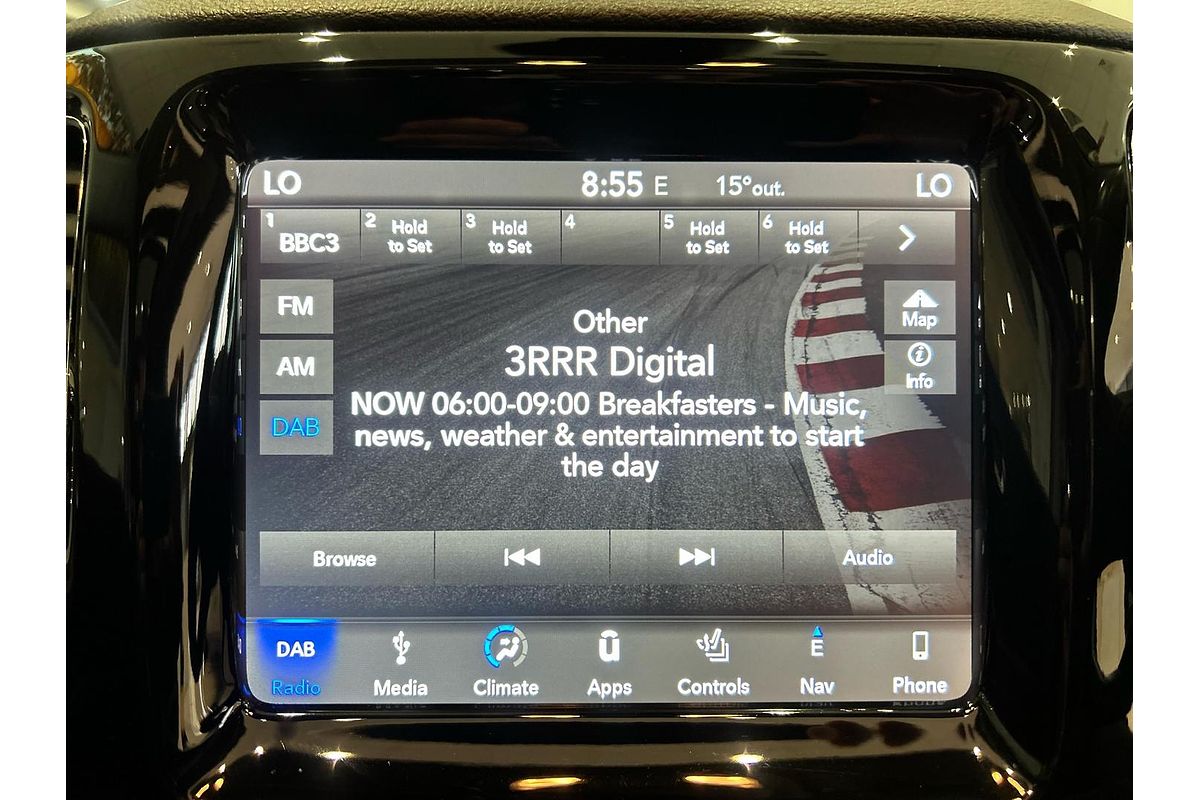 LO 8:55 E 15°out. LO
1 BBC3 2 Hold to Set 3 Hold to Set 4 5 Hold to Set 6 Hold to Set
FM
AM
DAB
Map
Info
Other
3RRR Digital
NOW 06:00-09:00 Breakfasters - Music,
news, weather & entertainment to start
the day
Browse Audio
DAB u E
Radio Media Climate Apps Controls Nav Phone